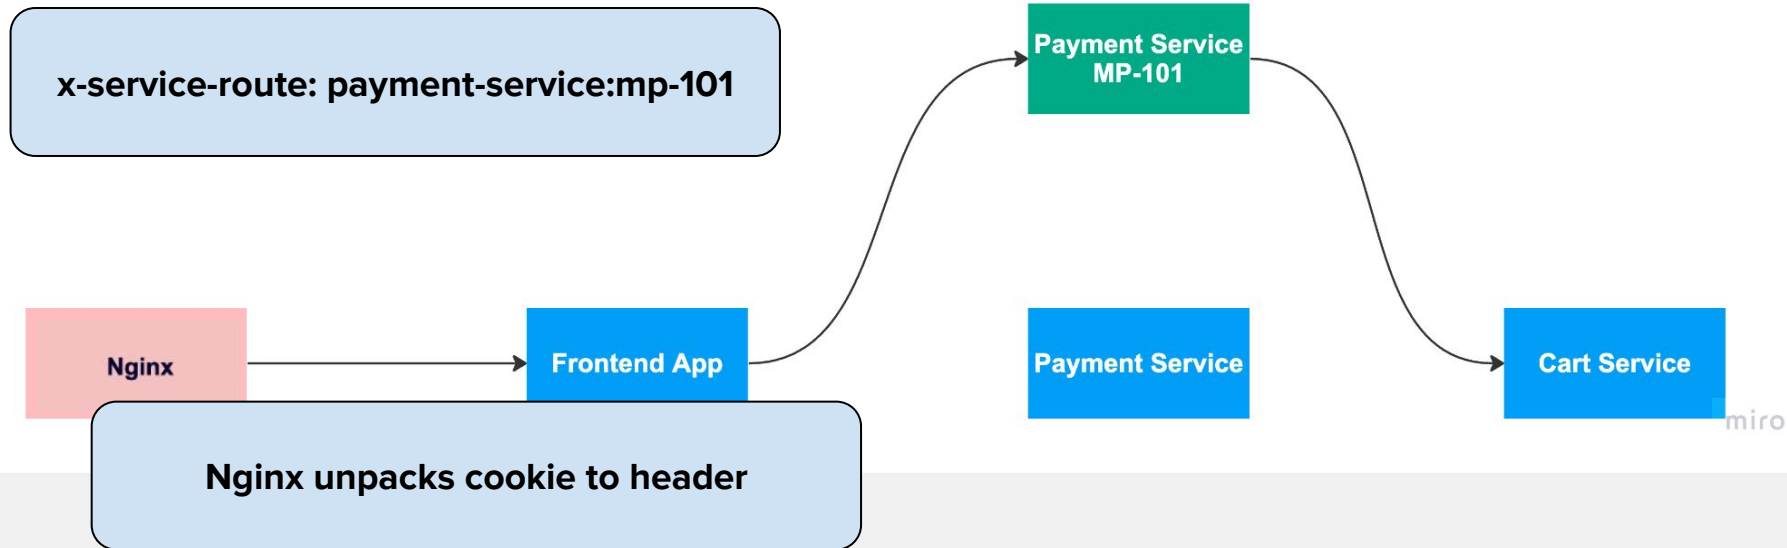 x-service-route: payment-service:mp-101
Payment Service
MP-101
Nginx
Frontend App
Payment Service
Cart Service
miro
Nginx unpacks cookie to header